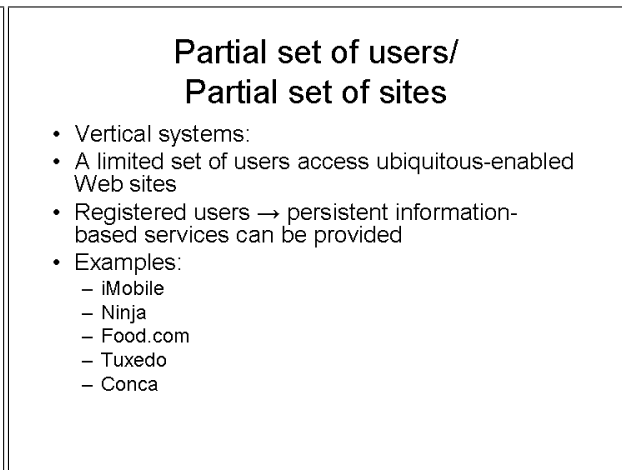 Partial set of users/
Partial set of sites
• Vertical systems:
• A limited set of users access ubiquitous-enabled
Web sites
• Registered users → persistent information-
based services can be provided
• Examples:
– iMobile
– Ninja
– Food.com
– Tuxedo
– Conca